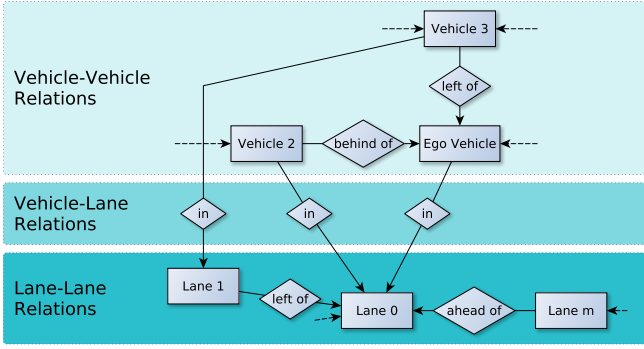 Vehicle 3
Vehicle-Vehicle
Relations
left of
Vehicle 2
behind of
Ego Vehicle
Vehicle-Lane
Relations
in
in
in
Lane-Lane
Relations
Lane 1
left of
Lane 0
ahead of
Lane m